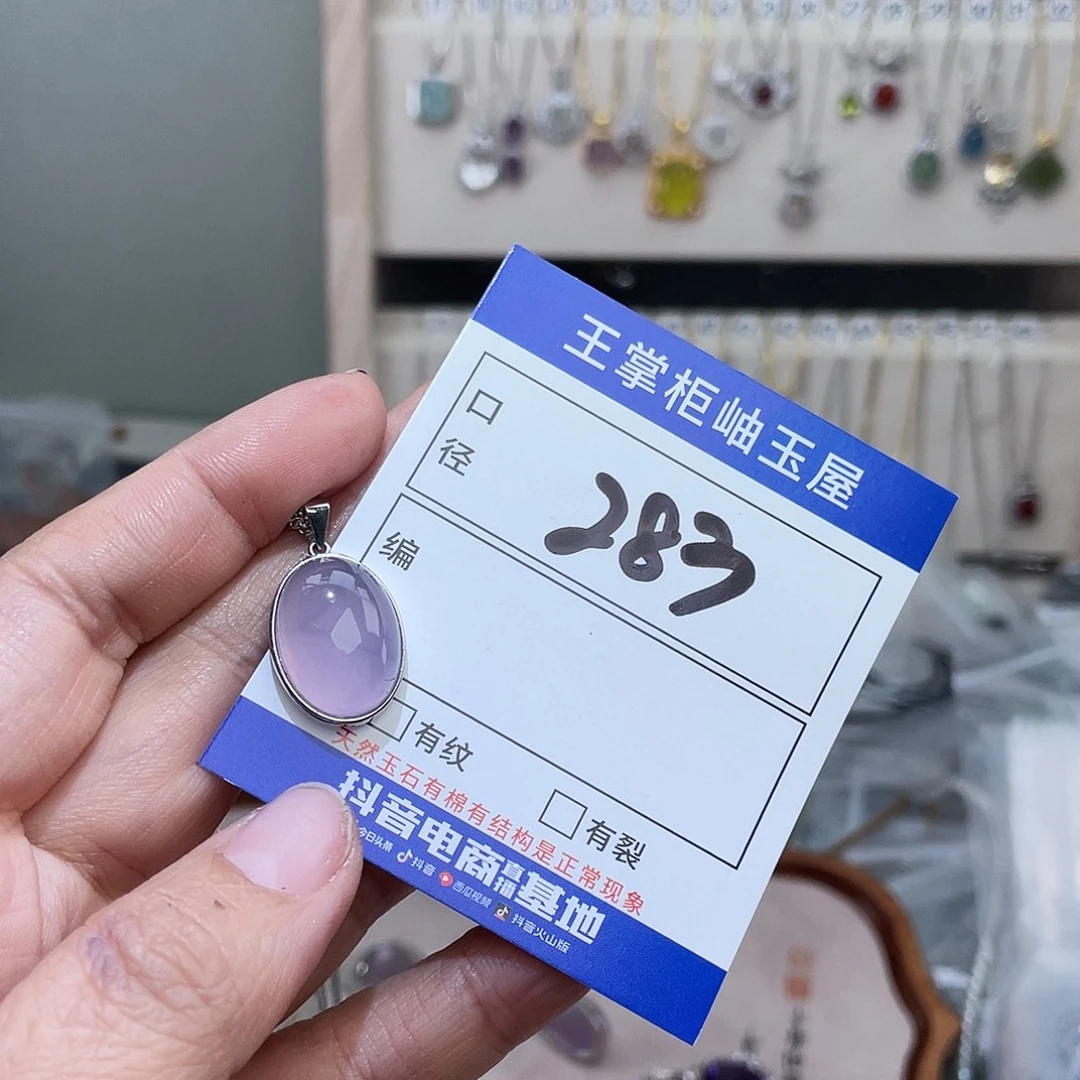 王掌柜岫玉屋
口径
283
编
有纹
有裂
天然玉石有棉有结构是正常现象
抖音电商直播基地
今日头条 抖音 西瓜视频 抖音火山版